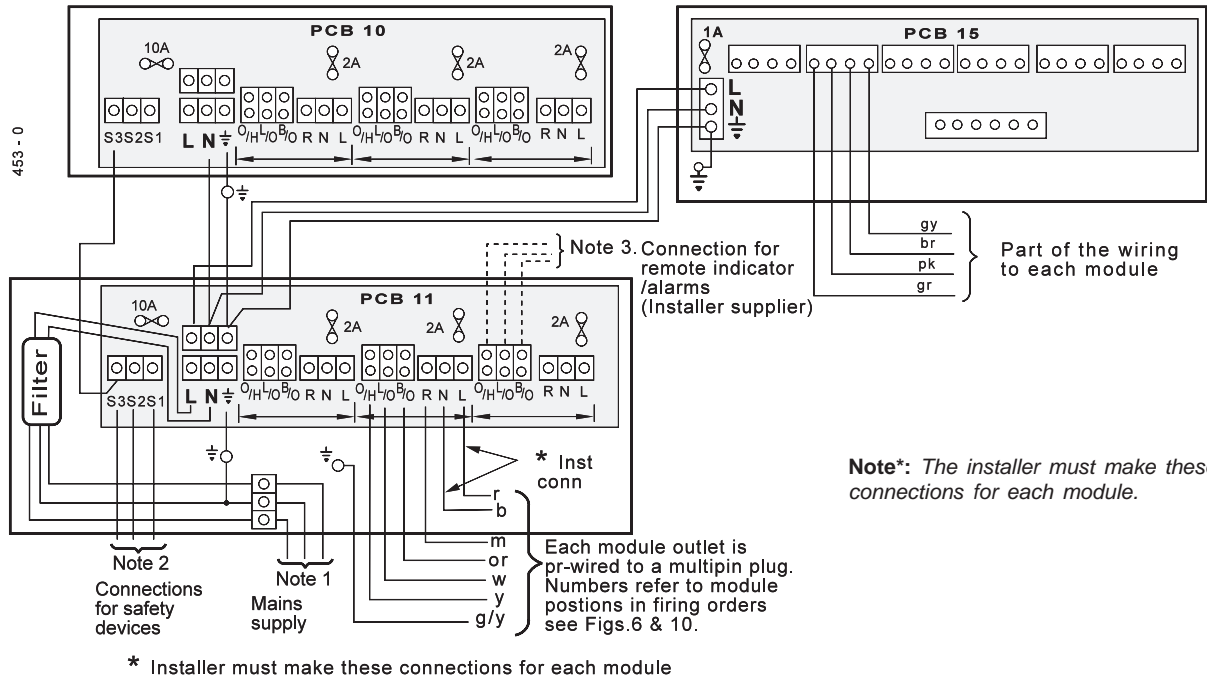 453 - 0
PCB 10
10A
2A
2A
2A
S3S2S1
L N
O/H L/O B/O R N L
O/H L/O B/O R N L
O/H L/O B/O R N L
PCB 15
1A
L
N
gy
br
pk
gr
Part of the wiring
to each module
Note 3. Connection for
remote indicator
/alarms
(Installer supplier)
PCB 11
10A
2A
2A
2A
Filter
S3S2S1
L N
O/H L/O B/O R N L
O/H L/O B/O R N L
O/H L/O B/O R N L
* Inst
conn
r
b
m
or
w
y
g/y
Each module outlet is
pr-wired to a multipin plug.
Numbers refer to module
postions in firing orders
see Figs.6 & 10.
Note 2
Connections
for safety
devices
Note 1
Mains
supply
Note*: The installer must make these
connections for each module.
* Installer must make these connections for each module